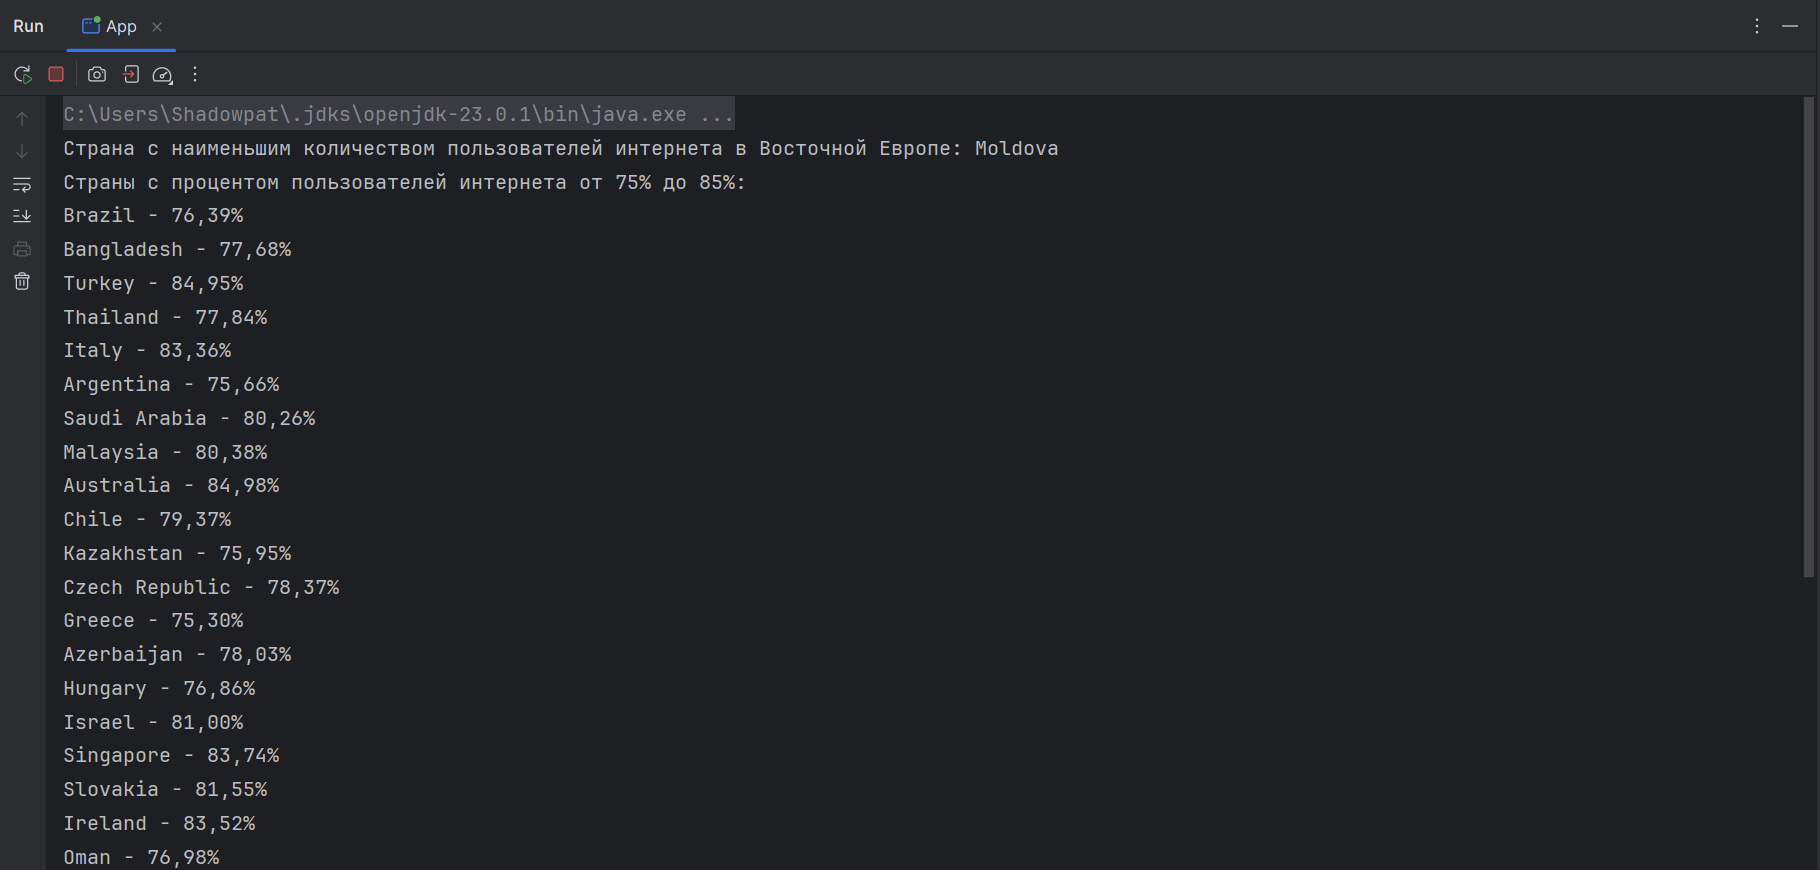 Run App
C:\Users\Shadowpat\.jdks\openjdk-23.0.1\bin\java.exe ...
Страна с наименьшим количеством пользователей интернета в Восточной Европе: Moldova
Страны с процентом пользователей интернета от 75% до 85%:
Brazil - 76,39%
Bangladesh - 77,68%
Turkey - 84,95%
Thailand - 77,84%
Italy - 83,36%
Argentina - 75,66%
Saudi Arabia - 80,26%
Malaysia - 80,38%
Australia - 84,98%
Chile - 79,37%
Kazakhstan - 75,95%
Czech Republic - 78,37%
Greece - 75,30%
Azerbaijan - 78,03%
Hungary - 76,86%
Israel - 81,00%
Singapore - 83,74%
Slovakia - 81,55%
Ireland - 83,52%
Oman - 76,98%